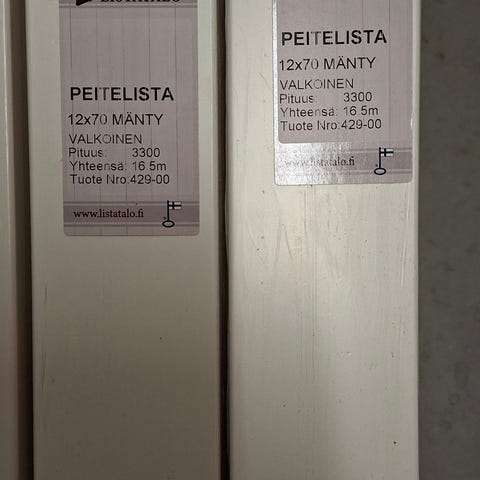 LISTATALO
PEITELISTA
12x70 MÄNTY
VALKOINEN
Pituus: 3300
Yhteensä: 16.5m
Tuote Nro:429-00
www.listatalo.fi
PEITELISTA
12x70 MÄNTY
VALKOINEN
Pituus: 3300
Yhteensä: 16.5m
Tuote Nro:429-00
www.listatalo.fi